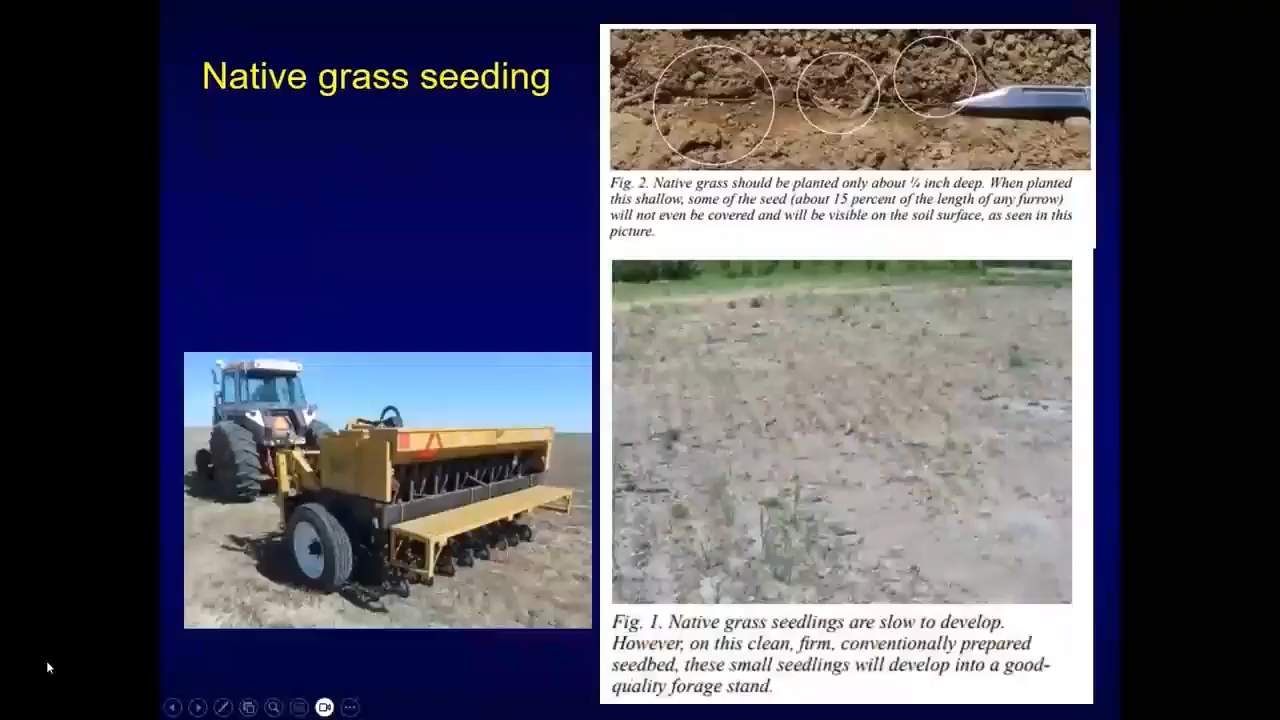 Native grass seeding
Fig. 2. Native grass should be planted only about ¼ inch deep. When planted
this shallow, some of the seed (about 15 percent of the length of any furrow)
will not even be covered and will be visible on the soil surface, as seen in this
picture.
Fig. 1. Native grass seedlings are slow to develop.
However, on this clean, firm, conventionally prepared
seedbed, these small seedlings will develop into a good-
quality forage stand.